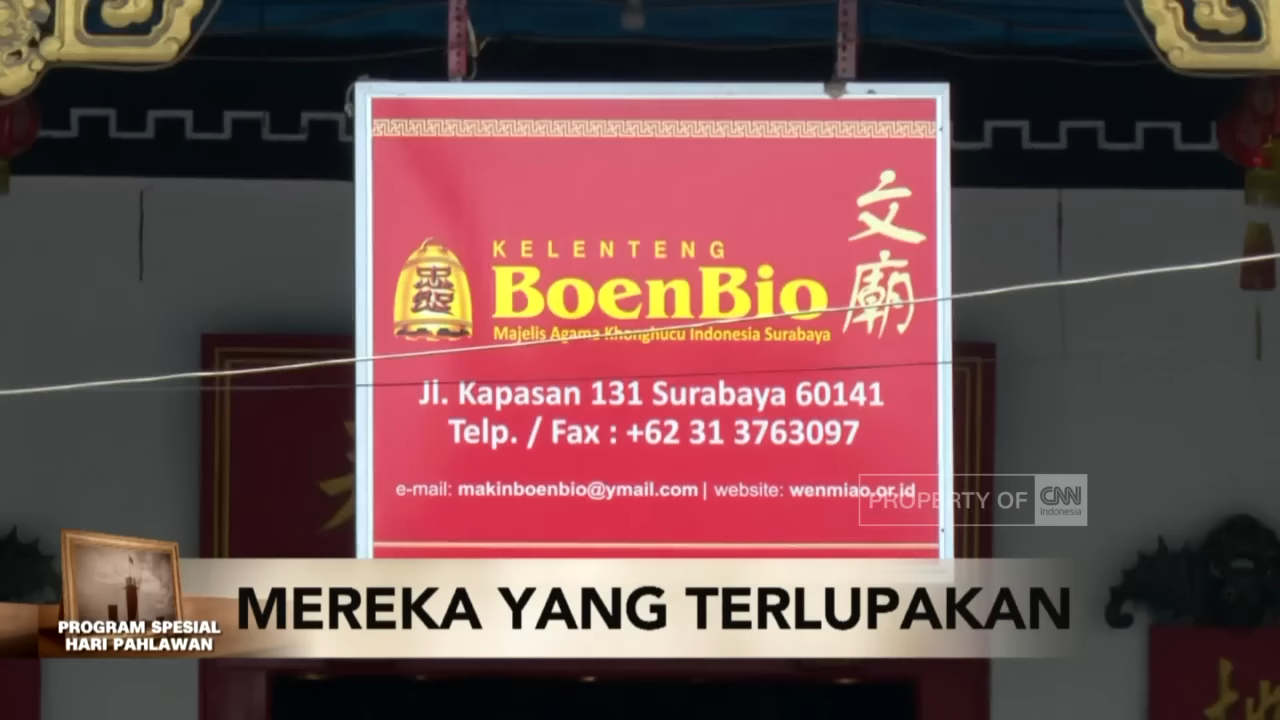 KELENTENG
BoenBio
Majelis Agama Khonghucu Indonesia Surabaya
文廟
忠恕
Jl. Kapasan 131 Surabaya 60141
Telp. / Fax : +62 31 3763097
e-mail: makinboenbio@ymail.com | website: wenmiao.or.id
PROPERTY OF CNN Indonesia
MEREKA YANG TERLUPAKAN
PROGRAM SPESIAL
HARI PAHLAWAN